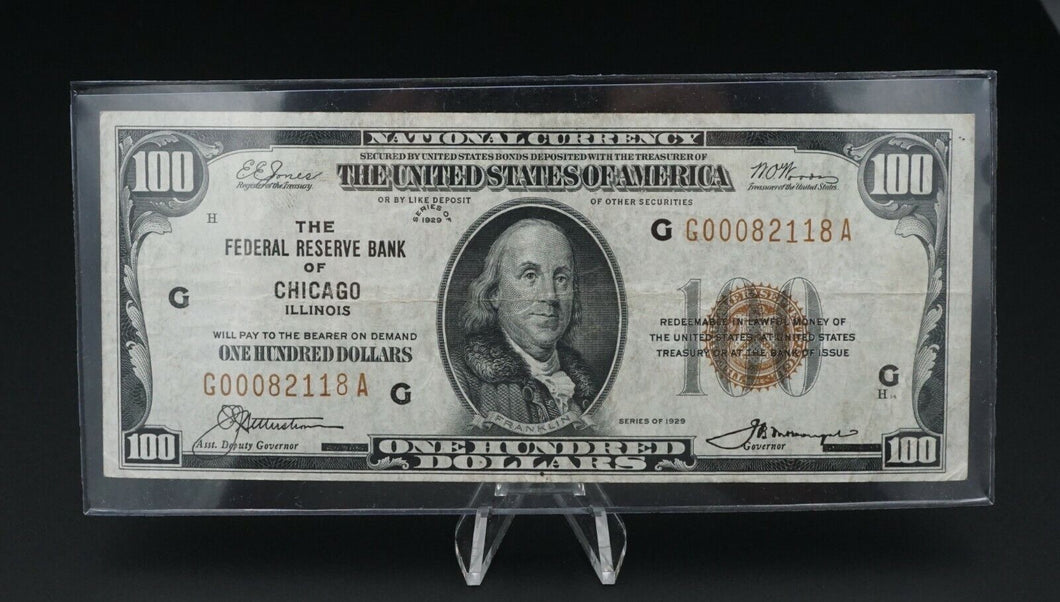 NATIONAL CURRENCY
SECURED BY UNITED STATES BONDS DEPOSITED WITH THE TREASURER OF
100
E E Jones
Register of the Treasury
THE UNITED STATES OF AMERICA
W O Woods
Treasurer of the United States
100
OR BY LIKE DEPOSIT
OF OTHER SECURITIES
SERIES OF
1929
H
THE
FEDERAL RESERVE BANK
OF
CHICAGO
ILLINOIS
G G00082118A
G
WILL PAY TO THE BEARER ON DEMAND
ONE HUNDRED DOLLARS
G00082118A
G
100
REDEEMABLE IN LAWFUL MONEY OF
THE UNITED STATES, AT UNITED STATES
TREASURY OR AT THE BANK OF ISSUE
G
H
FRANKLIN
SERIES OF 1929
Asst. Deputy Governor
Governor
100
ONE HUNDRED
DOLLARS
100